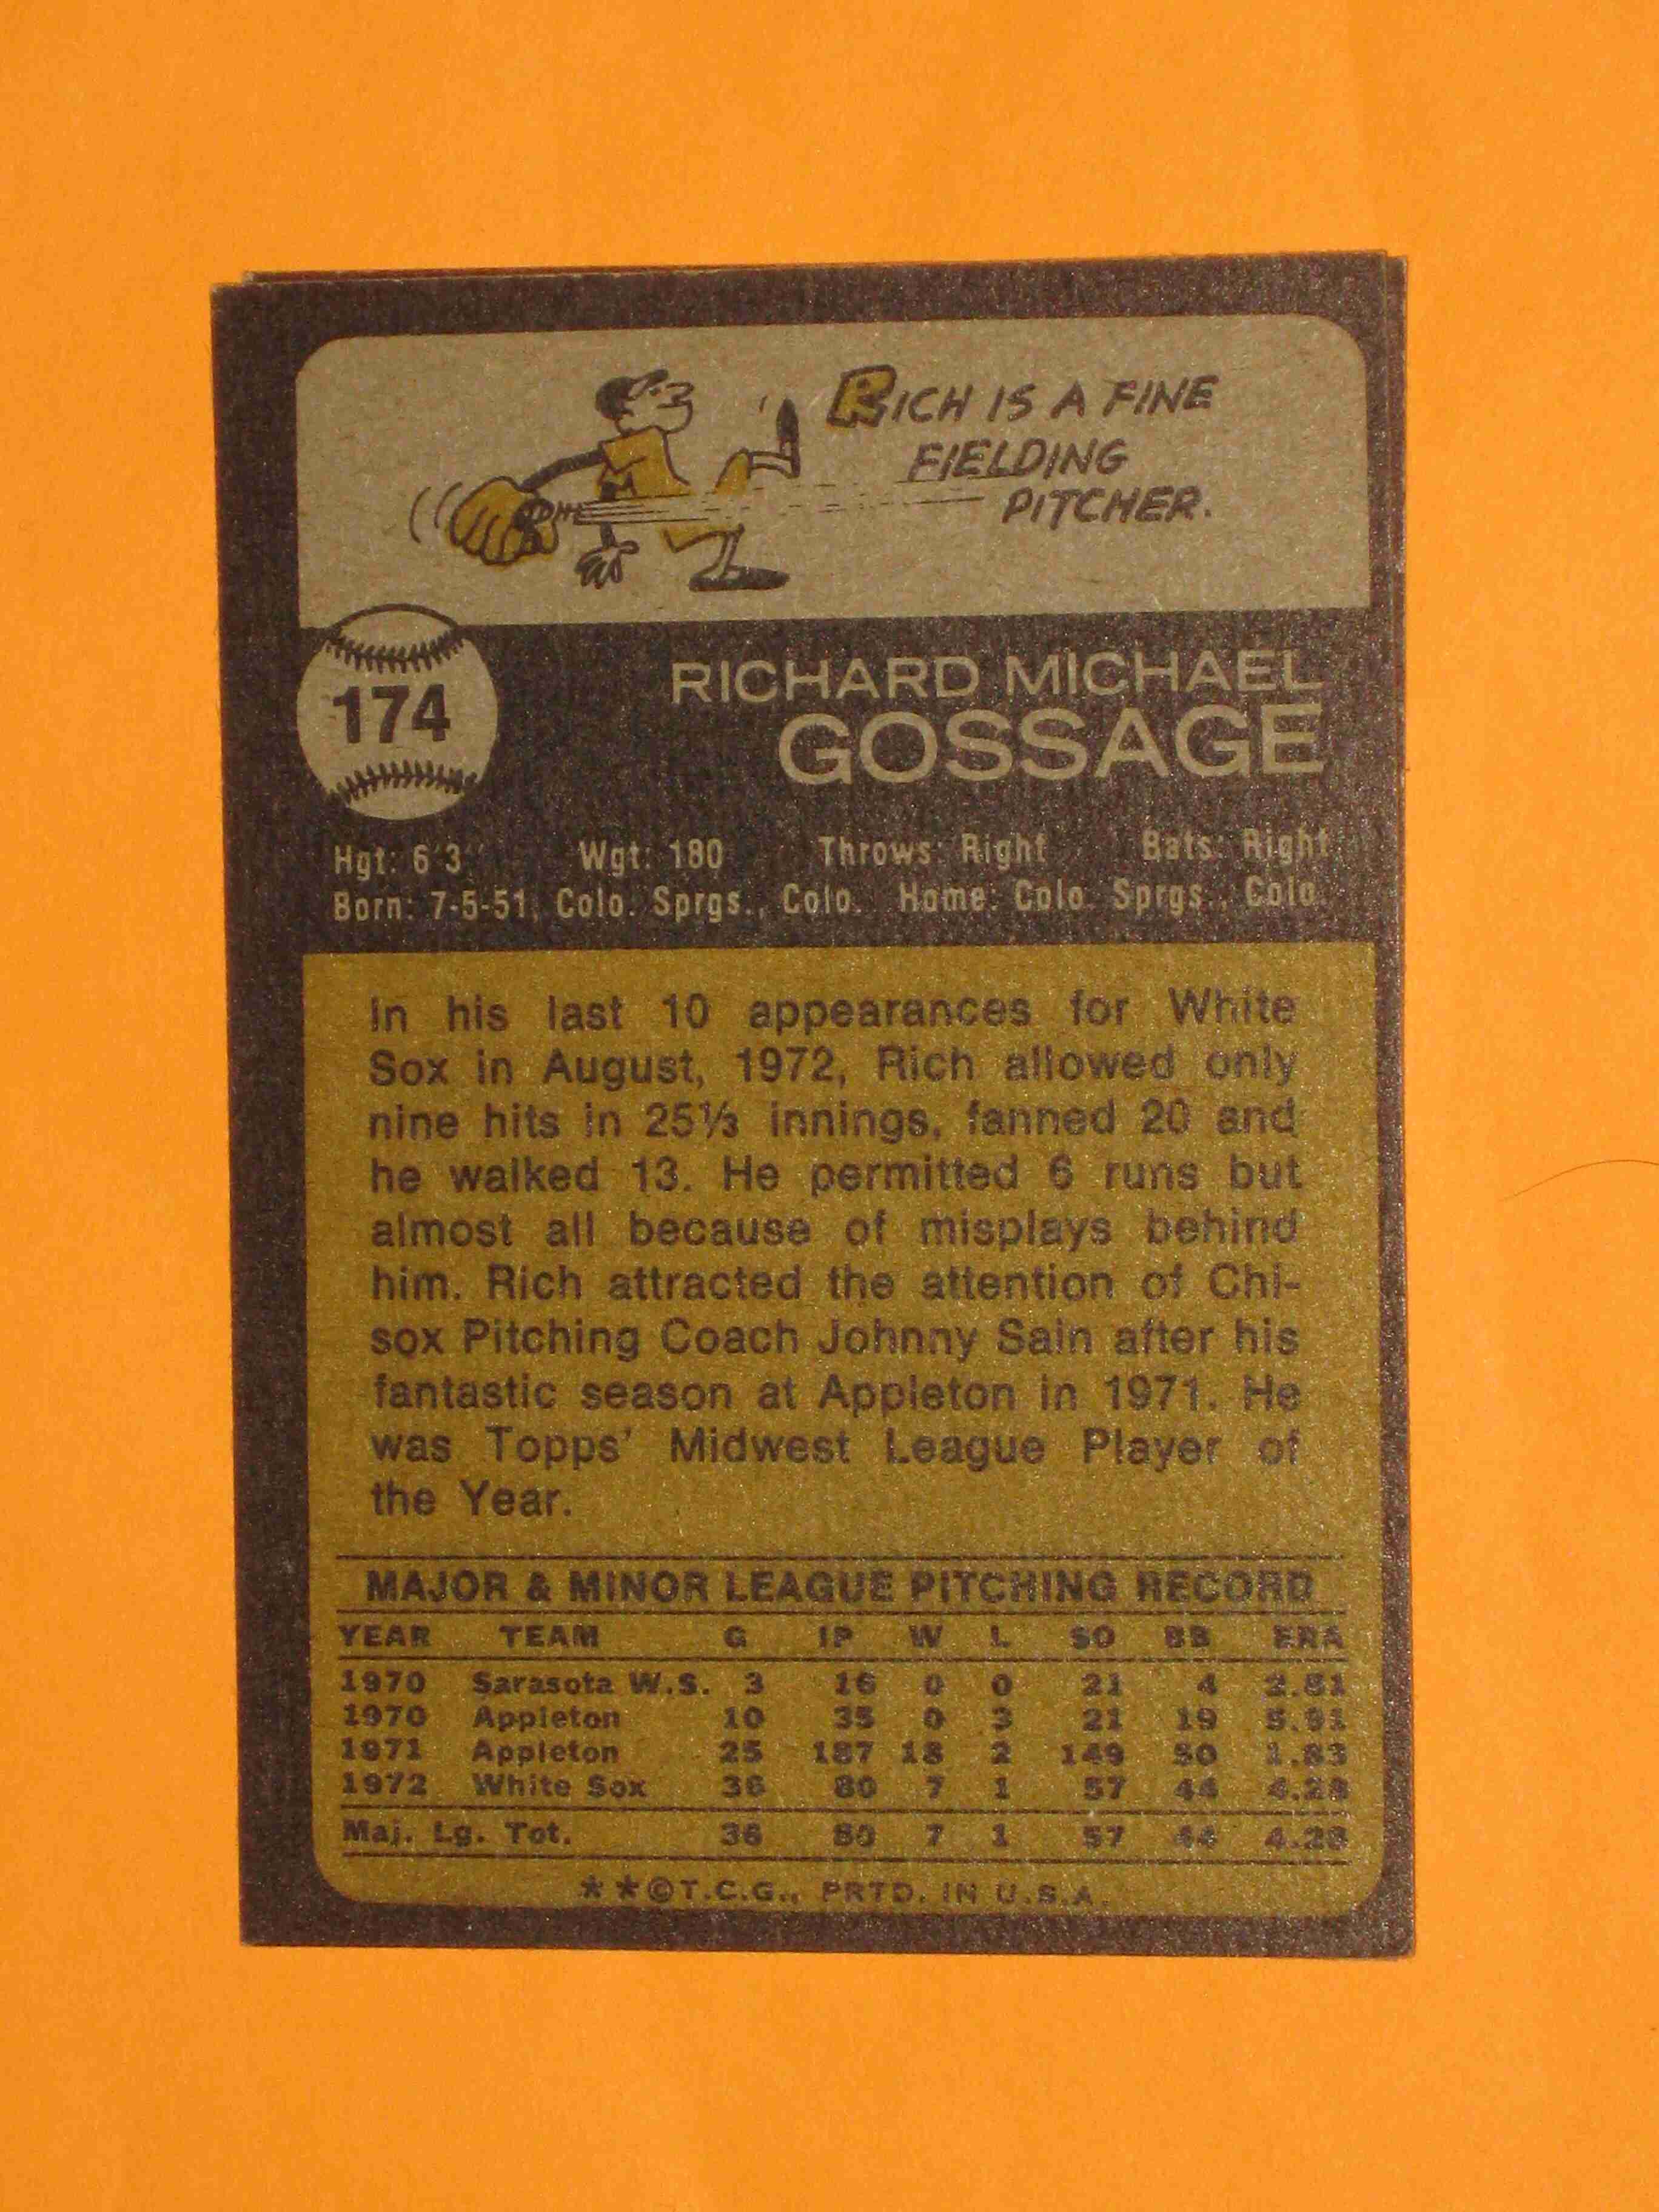 RICH IS A FINE
FIELDING
PITCHER.
174
RICHARD MICHAEL
GOSSAGE
Hgt: 6'3" Wgt: 180 Throws: Right Bats: Right
Born: 7-5-51, Colo. Sprgs., Colo. Home: Colo. Sprgs., Colo.
In his last 10 appearances for White
Sox in August, 1972, Rich allowed only
nine hits in 25⅓ innings, fanned 20 and
he walked 13. He permitted 6 runs but
almost all because of misplays behind
him. Rich attracted the attention of Chi-
sox Pitching Coach Johnny Sain after his
fantastic season at Appleton in 1971. He
was Topps' Midwest League Player of
the Year.
MAJOR & MINOR LEAGUE PITCHING RECORD
YEAR TEAM G IP W L SO BB ERA
1970 Sarasota W.S. 3 16 0 0 21 4 2.81
1970 Appleton 10 35 0 3 21 19 5.91
1971 Appleton 25 187 18 2 149 50 1.83
1972 White Sox 36 80 7 1 57 44 4.28
Maj. Lg. Tot. 36 80 7 1 57 44 4.28
**©T.C.G., PRTD. IN U.S.A.